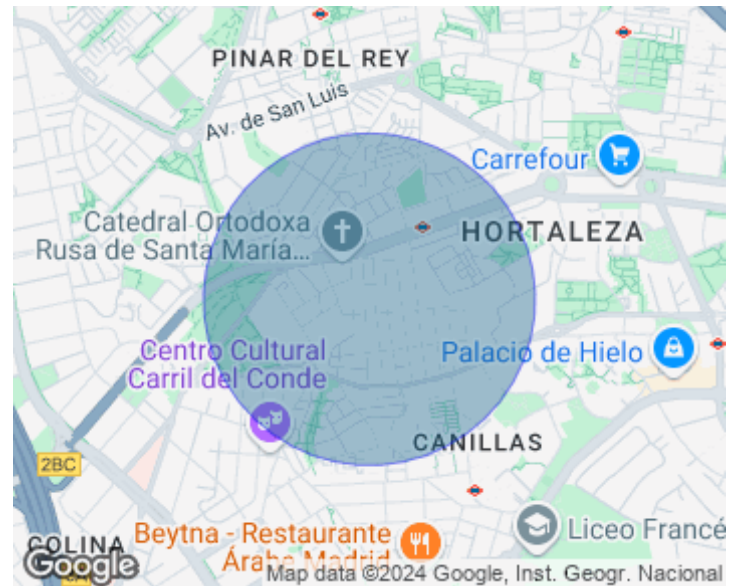 PINAR DEL REY
Av. de San Luis
Carrefour
Catedral Ortodoxa
Rusa de Santa María...
HORTALEZA
Centro Cultural
Carril del Conde
Palacio de Hielo
CANILLAS
2BC
COLINA
Beytna - Restaurante
Árabe Madrid
Liceo Francé
Google
Map data ©2024 Google, Inst. Geogr. Nacional